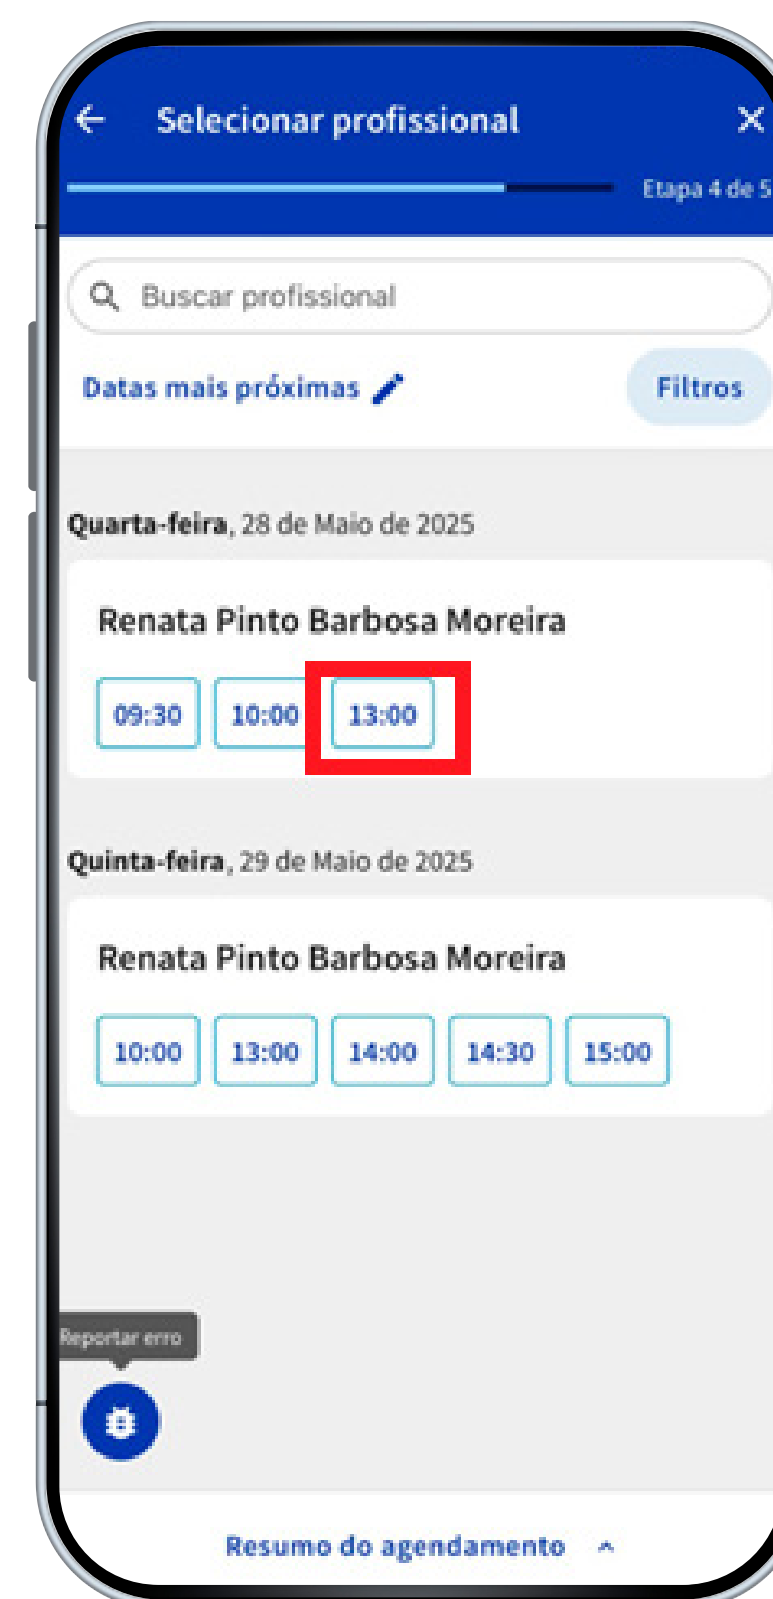 Selecionar profissional
Etapa 4 de 5
Buscar profissional
Datas mais próximas
Filtros
Quarta-feira, 28 de Maio de 2025
Renata Pinto Barbosa Moreira
09:30 10:00 13:00
Quinta-feira, 29 de Maio de 2025
Renata Pinto Barbosa Moreira
10:00 13:00 14:00 14:30 15:00
Reportar erro
Resumo do agendamento